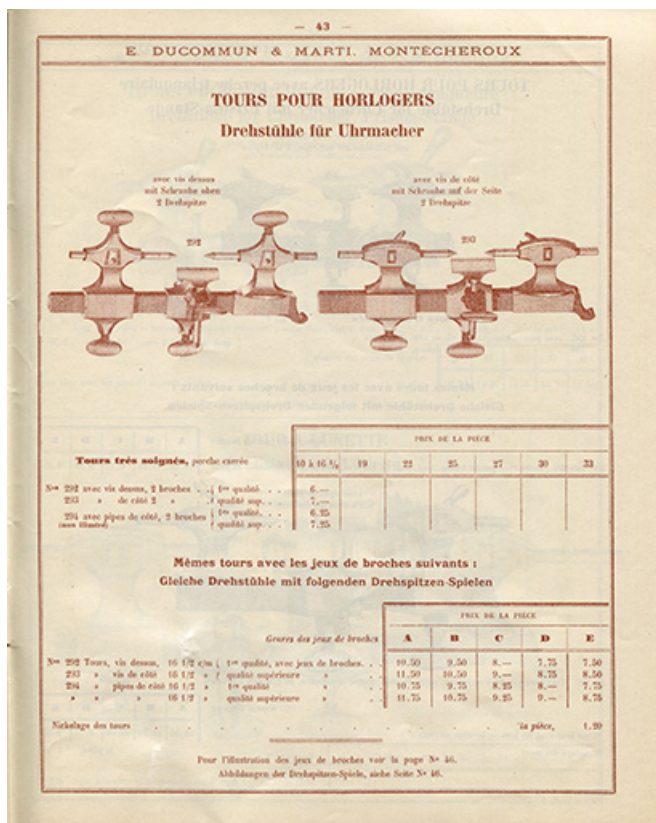 — 43 —
E. DUCOMMUN & MARTI. MONTÉCHEROUX
TOURS POUR HORLOGERS
Drehstühle für Uhrmacher
avec vis dessus
mit Schraube oben
2 Drehspitze
292
avec vis de côté
mit Schraube auf der Seite
2 Drehspitze
293
PRIX DE LA PIÈCE
Tours très soignés, perche carrée 10 à 16 ½ 19 22 25 27 30 33
Nos 292 avec vis dessus, 2 broches 1re qualité 6.—
293 » de côté 2 » qualité sup. 7.—
294 avec pipes de côté, 2 broches 1re qualité 6.25
(non illustré) qualité sup. 7.25
Mêmes tours avec les jeux de broches suivants :
Gleiche Drehstühle mit folgenden Drehspitzen-Spielen
PRIX DE LA PIÈCE
Genres des jeux de broches A B C D E
Nos 292 Tours, vis dessus, 16 1/2 c/m 1re qualité, avec jeux de broches 10.50 9.50 8.— 7.75 7.50
293 » vis de côté 16 1/2 » qualité supérieure » 11.50 10.50 9.— 8.75 8.50
294 » pipes de côté 16 1/2 » 1re qualité » 10.75 9.75 8.25 8.— 7.75
» » » 16 1/2 » qualité supérieure » 11.75 10.75 9.25 9.— 8.75
Nickelage des tours la pièce, 1.20
Pour l'illustration des jeux de broches voir la page No 46.
Abbildungen der Drehspitzen-Spiele, siehe Seite No 46.